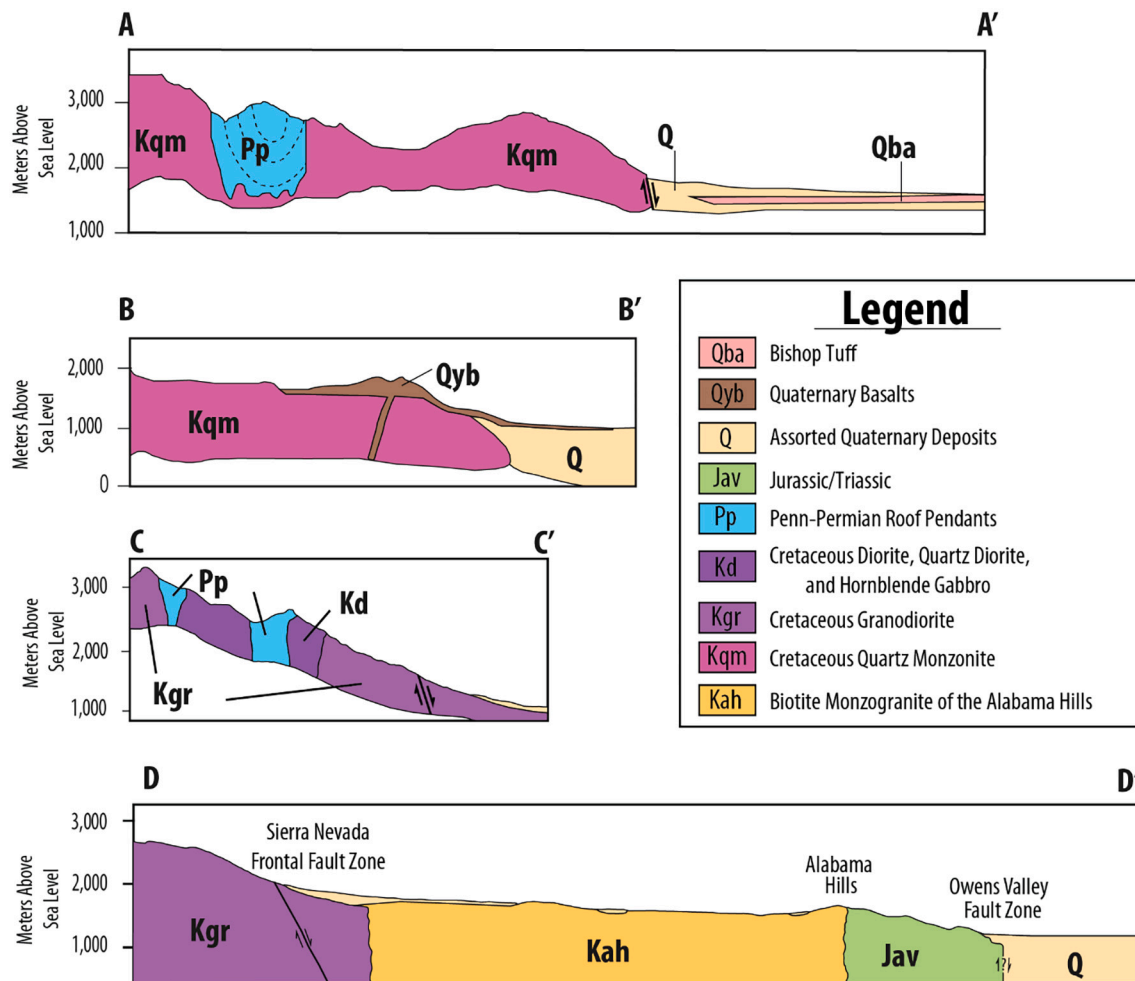 A
A′
Meters Above
Sea Level
3,000
2,000
1,000
Kqm
Pp
Kqm
Q
Qba
B
B′
Meters Above
Sea Level
2,000
1,000
0
Kqm
Qyb
Q
C
C′
Meters Above
Sea Level
3,000
2,000
1,000
Pp
Kd
Kgr
Legend
Qba Bishop Tuff
Qyb Quaternary Basalts
Q Assorted Quaternary Deposits
Jav Jurassic/Triassic
Pp Penn-Permian Roof Pendants
Kd Cretaceous Diorite, Quartz Diorite,
and Hornblende Gabbro
Kgr Cretaceous Granodiorite
Kqm Cretaceous Quartz Monzonite
Kah Biotite Monzogranite of the Alabama Hills
D
D′
Meters Above
Sea Level
3,000
2,000
1,000
Sierra Nevada
Frontal Fault Zone
Alabama
Hills
Owens Valley
Fault Zone
Kgr
Kah
Jav
?
Q